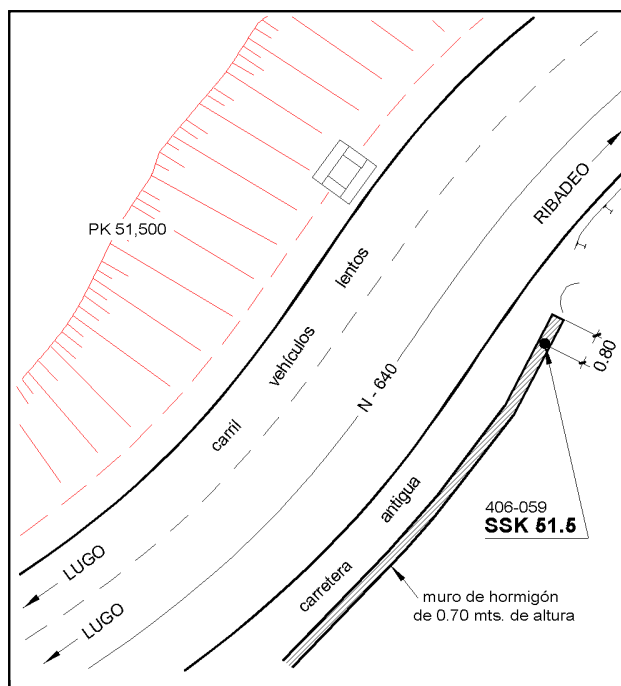 RIBADEO
PK 51,500
lentos
vehículos
carril
N - 640
0.80
antigua
carretera
406-059
SSK 51.5
LUGO
LUGO
muro de hormigón
de 0.70 mts. de altura